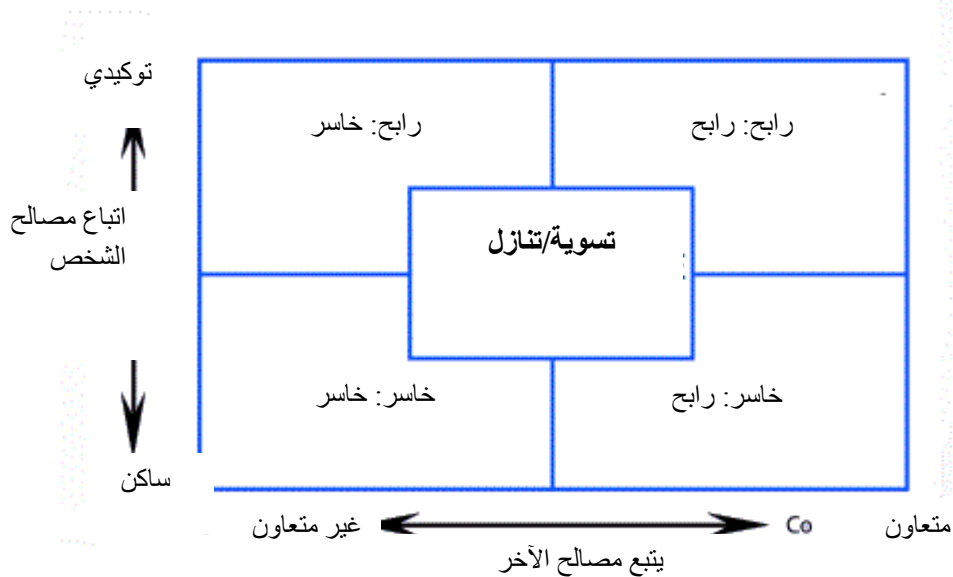 توكيدي
رابح: رابح
رابح: خاسر
اتباع مصالح
الشخص
تسوية/تنازل
خاسر: رابح
خاسر: خاسر
ساكن
متعاون
Co
غير متعاون
يتبع مصالح الآخر